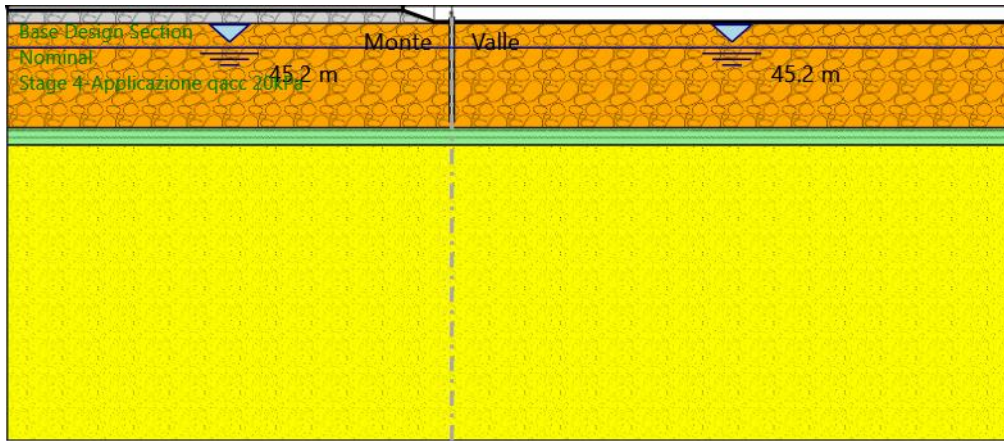 Base Design Section
Monte Valle
Nominal
45.2 m 45.2 m
Stage 4-Applicazione qacc 20kPa